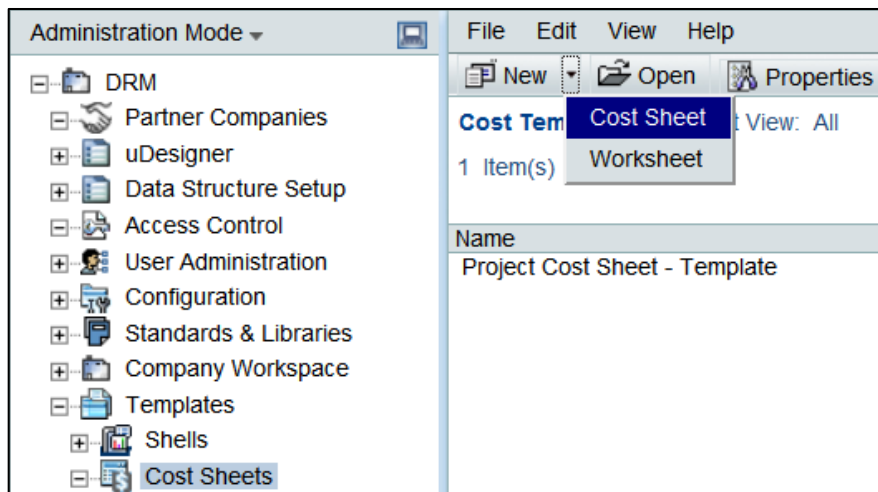 Administration Mode
DRM
Partner Companies
uDesigner
Data Structure Setup
Access Control
User Administration
Configuration
Standards & Libraries
Company Workspace
Templates
Shells
Cost Sheets
File Edit View Help
New Open Properties
Cost Tem t View: All
1 Item(s)
Cost Sheet
Worksheet
Name
Project Cost Sheet - Template